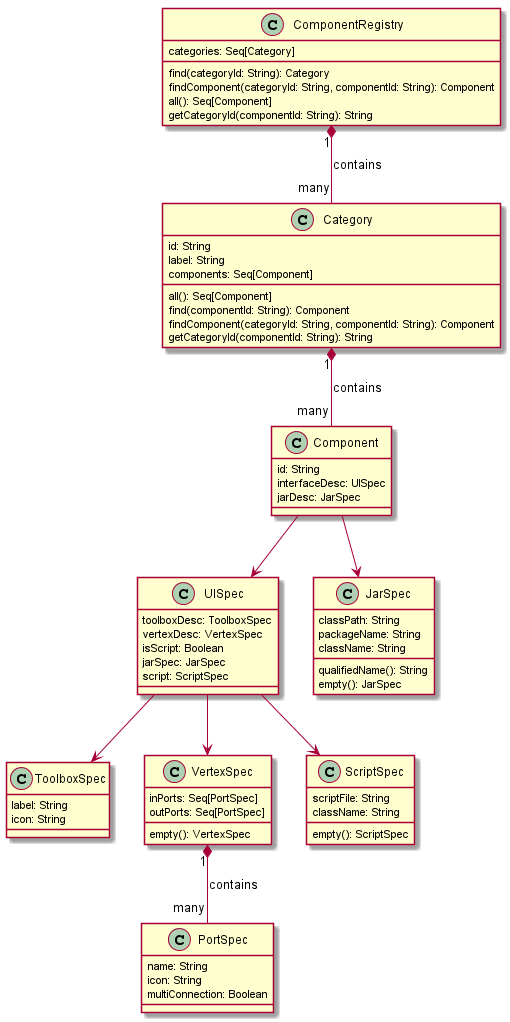 C ComponentRegistry
categories: Seq[Category]
find(categoryId: String): Category
findComponent(categoryId: String, componentId: String): Component
all(): Seq[Component]
getCategoryId(componentId: String): String
1
contains
many
C Category
id: String
label: String
components: Seq[Component]
all(): Seq[Component]
find(componentId: String): Component
findComponent(categoryId: String, componentId: String): Component
getCategoryId(componentId: String): String
1
contains
many
C Component
id: String
interfaceDesc: UISpec
jarDesc: JarSpec
C UISpec
toolboxDesc: ToolboxSpec
vertexDesc: VertexSpec
isScript: Boolean
jarSpec: JarSpec
script: ScriptSpec
C JarSpec
classPath: String
packageName: String
className: String
qualifiedName(): String
empty(): JarSpec
C ToolboxSpec
label: String
icon: String
C VertexSpec
inPorts: Seq[PortSpec]
outPorts: Seq[PortSpec]
empty(): VertexSpec
C ScriptSpec
scriptFile: String
className: String
empty(): ScriptSpec
1
contains
many
C PortSpec
name: String
icon: String
multiConnection: Boolean